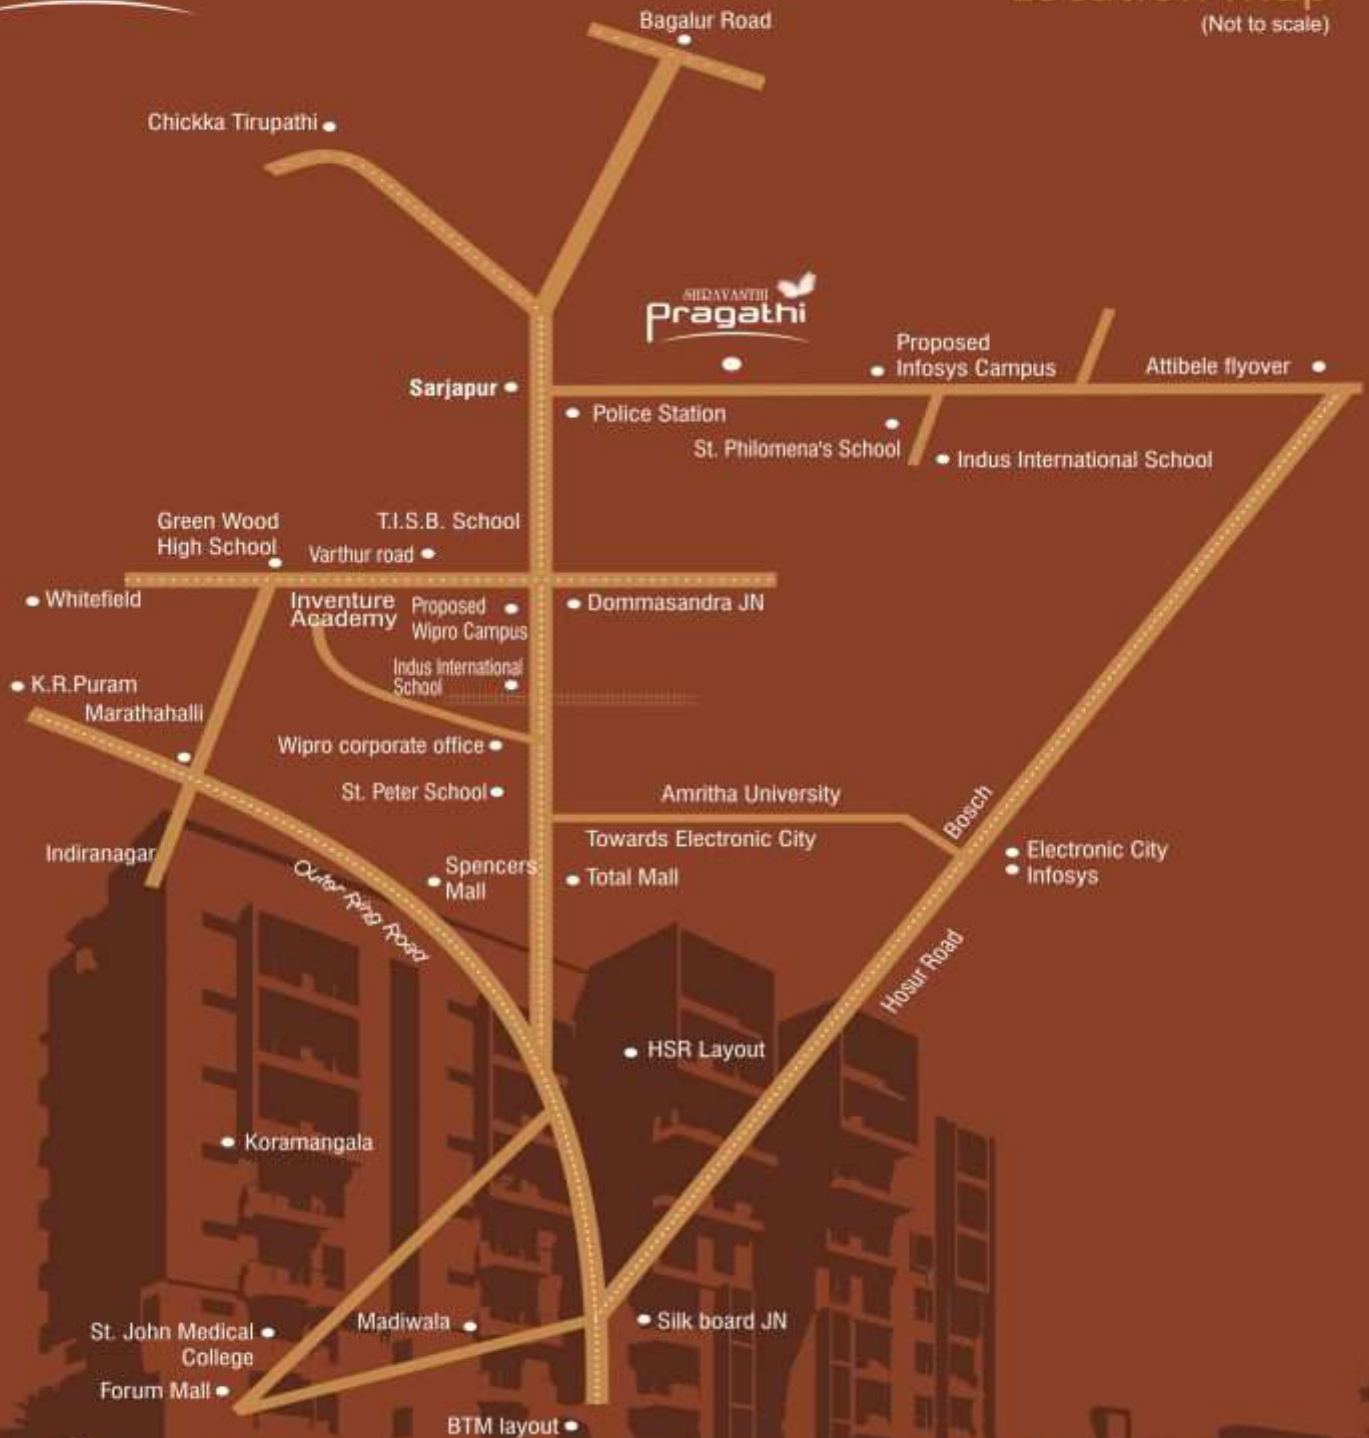 Location Map
(Not to scale)
Bagalur Road
Chickka Tirupathi
SHRAVANTHI
Pragathi
Proposed
Infosys Campus
Attibele flyover
Sarjapur
Police Station
St. Philomena's School
Indus International School
Green Wood
High School
T.I.S.B. School
Varthur road
Whitefield
Inventure
Academy
Proposed
Wipro Campus
Dommasandra JN
Indus International
School
K.R.Puram
Marathahalli
Wipro corporate office
St. Peter School
Amritha University
Bosch
Towards Electronic City
Indiranagar
Outer Ring Road
Spencers
Mall
Total Mall
Electronic City
Infosys
Hosur Road
HSR Layout
Koramangala
Madiwala
Silk board JN
St. John Medical
College
Forum Mall
BTM layout